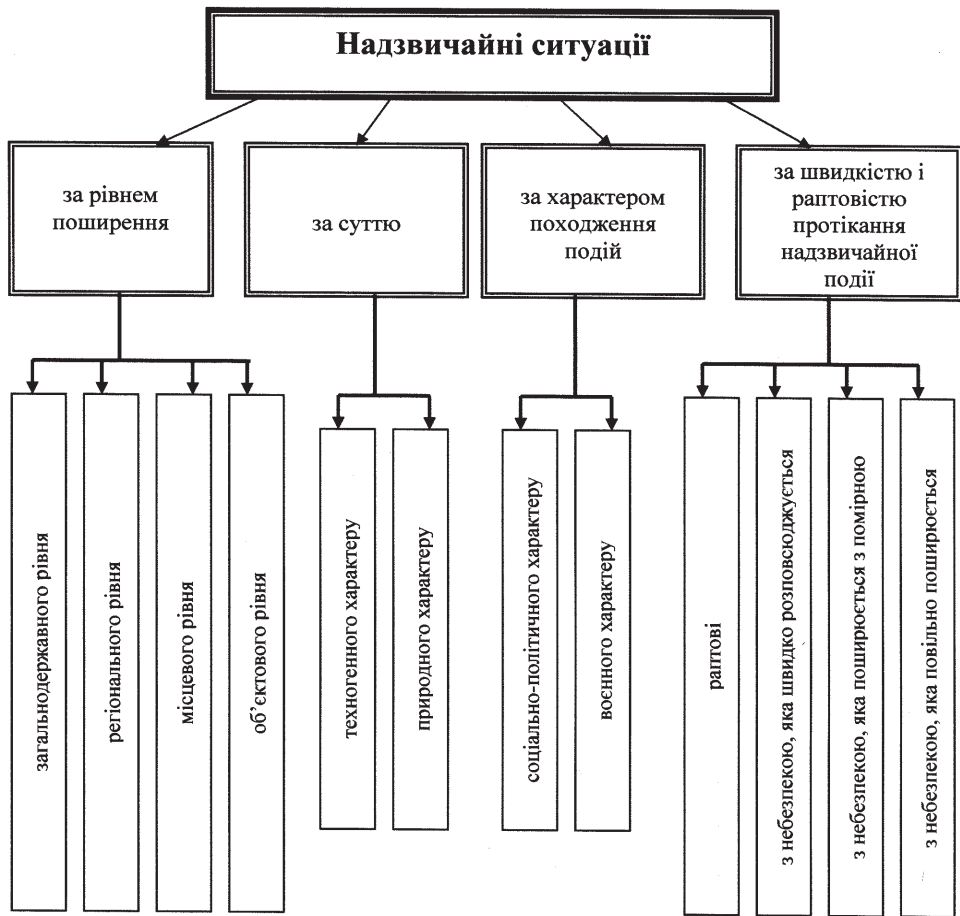 Надзвичайні ситуації
за рівнем
поширення
за суттю
за характером
походження
подій
за швидкістю і
раптовістю
протікання
надзвичайної
події
загальнодержавного рівня
регіонального рівня
місцевого рівня
об’єктового рівня
техногенного характеру
природного характеру
соціально-політичного характеру
воєнного характеру
раптові
з небезпекою, яка швидко розповсюджується
з небезпекою, яка поширюється з помірною
з небезпекою, яка повільно поширюється